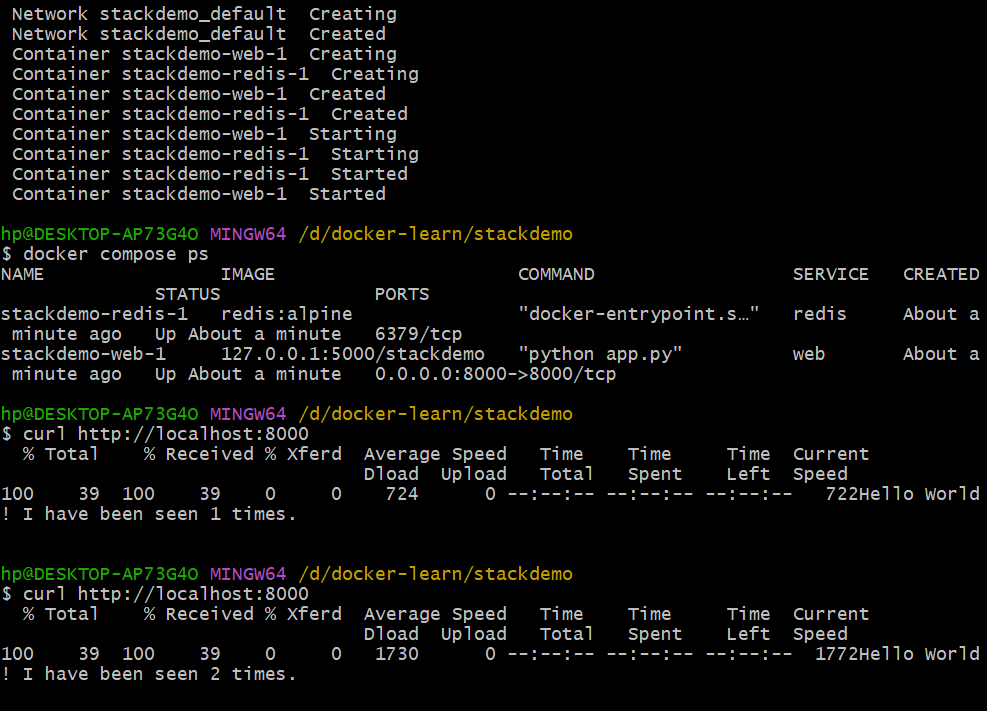 Network stackdemo_default  Creating
 Network stackdemo_default  Created
 Container stackdemo-web-1  Creating
 Container stackdemo-redis-1  Creating
 Container stackdemo-web-1  Created
 Container stackdemo-redis-1  Created
 Container stackdemo-web-1  Starting
 Container stackdemo-redis-1  Starting
 Container stackdemo-redis-1  Started
 Container stackdemo-web-1  Started

hp@DESKTOP-AP73G4O MINGW64 /d/docker-learn/stackdemo
$ docker compose ps
NAME                IMAGE                      COMMAND                  SERVICE   CREATED
              STATUS              PORTS
stackdemo-redis-1   redis:alpine               "docker-entrypoint.s…"   redis     About a
 minute ago   Up About a minute   6379/tcp
stackdemo-web-1     127.0.0.1:5000/stackdemo   "python app.py"          web       About a
 minute ago   Up About a minute   0.0.0.0:8000->8000/tcp

hp@DESKTOP-AP73G4O MINGW64 /d/docker-learn/stackdemo
$ curl http://localhost:8000
  % Total    % Received % Xferd  Average Speed   Time    Time     Time  Current
                                 Dload  Upload   Total   Spent    Left  Speed
100    39  100    39    0     0    724      0 --:--:-- --:--:-- --:--:--   722Hello World
! I have been seen 1 times.

hp@DESKTOP-AP73G4O MINGW64 /d/docker-learn/stackdemo
$ curl http://localhost:8000
  % Total    % Received % Xferd  Average Speed   Time    Time     Time  Current
                                 Dload  Upload   Total   Spent    Left  Speed
100    39  100    39    0     0   1730      0 --:--:-- --:--:-- --:--:--  1772Hello World
! I have been seen 2 times.